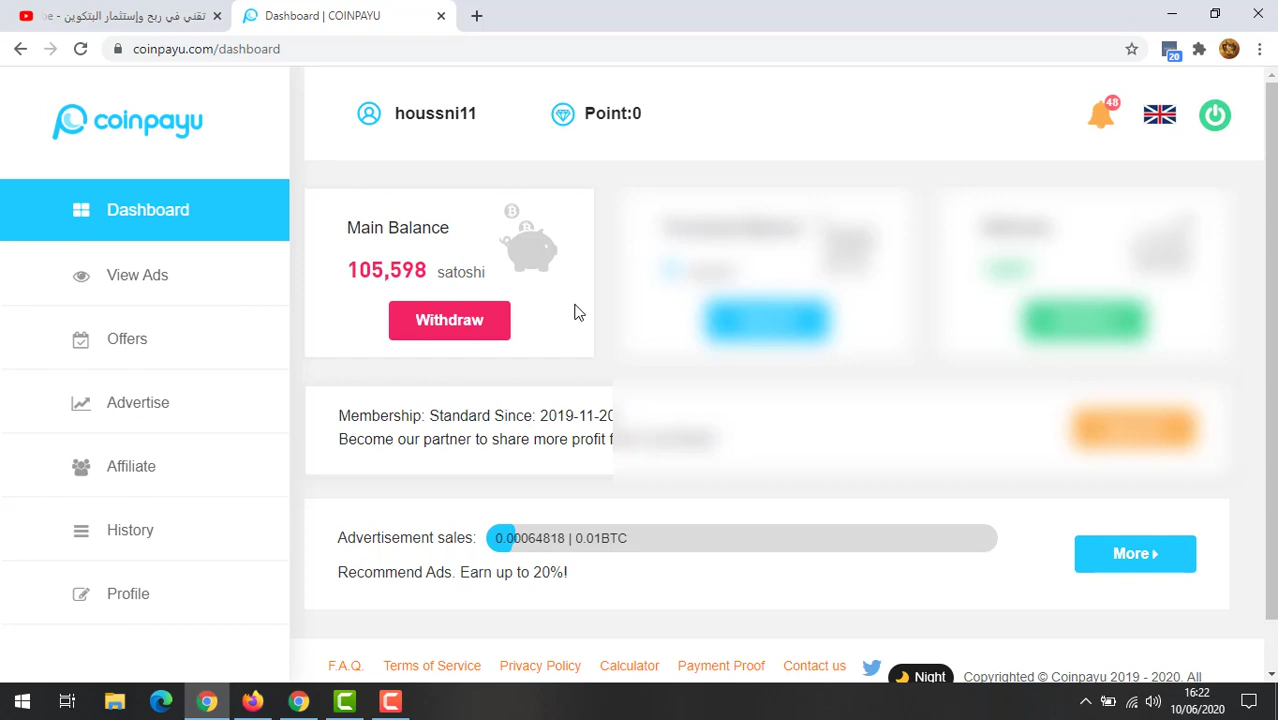 تقني في ربح وإستثمار البتكوين - be
Dashboard | COINPAYU
coinpayu.com/dashboard
20
coinpayu
houssni11
Point:0
48
Dashboard
View Ads
Offers
Advertise
Affiliate
History
Profile
Main Balance
105,598 satoshi
Withdraw
Membership: Standard Since: 2019-11-20
Become our partner to share more profit f
Advertisement sales: 0.00064818 | 0.01BTC
Recommend Ads. Earn up to 20%!
More
F.A.Q. Terms of Service Privacy Policy Calculator Payment Proof Contact us
Night
Copyrighted © Coinpayu 2019 - 2020. All
16:22
10/06/2020